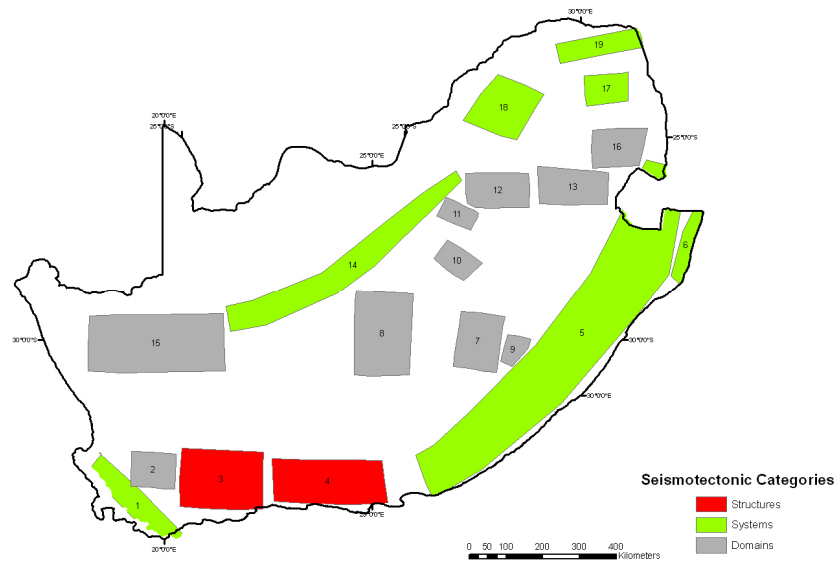 30°0'0"E
19
17
18
20°0'0"E
25°0'0"S
25°0'0"S
25°0'0"S
16
25°0'0"E
12
13
11
6
10
14
5
8
7
9
15
30°0'0"S
30°0'0"S
30°0'0"E
2
3
4
1
25°0'0"E
20°0'0"E
Seismotectonic Categories
Structures
Systems
Domains
0 50 100 200 300 400
Kilometers